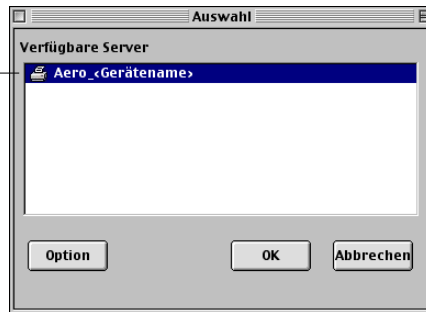 Auswahl
Verfügbare Server
Aero_<Gerätename>
Option OK Abbrechen